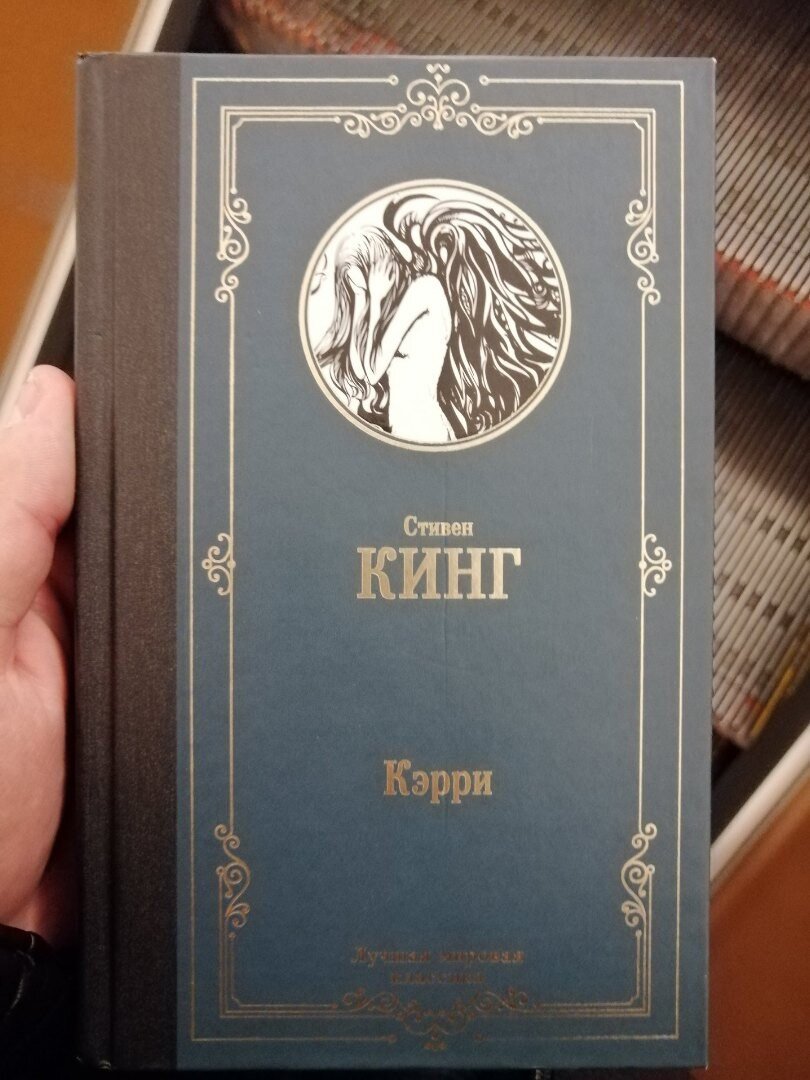 Стивен
КИНГ
Кэрри
Лучшая мировая
классика